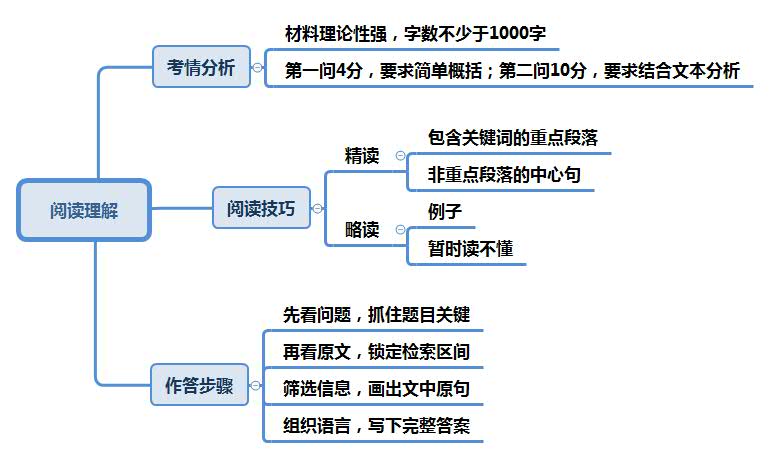 阅读理解
考情分析
材料理论性强，字数不少于1000字
第一问4分，要求简单概括；第二问10分，要求结合文本分析
阅读技巧
精读
包含关键词的重点段落
非重点段落的中心句
略读
例子
暂时读不懂
作答步骤
先看问题，抓住题目关键
再看原文，锁定检索区间
筛选信息，画出文中原句
组织语言，写下完整答案